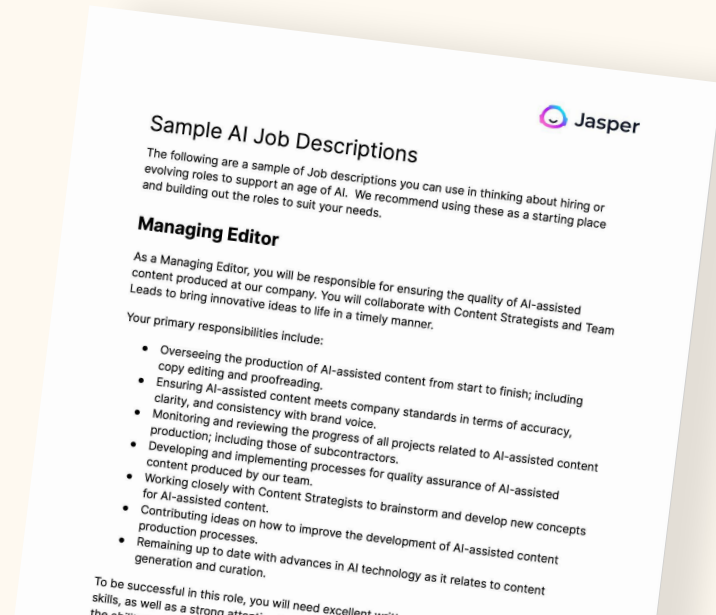 Jasper
Sample AI Job Descriptions
The following are a sample of Job descriptions you can use in thinking about hiring or
evolving roles to support an age of AI.  We recommend using these as a starting place
and building out the roles to suit your needs.
Managing Editor
As a Managing Editor, you will be responsible for ensuring the quality of AI-assisted
content produced at our company. You will collaborate with Content Strategists and Team
Leads to bring innovative ideas to life in a timely manner.
Your primary responsibilities include:
● Overseeing the production of AI-assisted content from start to finish; including
copy editing and proofreading.
● Ensuring AI-assisted content meets company standards in terms of accuracy,
clarity, and consistency with brand voice.
● Monitoring and reviewing the progress of all projects related to AI-assisted content
production; including those of subcontractors.
● Developing and implementing processes for quality assurance of AI-assisted
content produced by our team.
● Working closely with Content Strategists to brainstorm and develop new concepts
for AI-assisted content.
● Contributing ideas on how to improve the development of AI-assisted content
production processes.
● Remaining up to date with advances in AI technology as it relates to content
generation and curation.
To be successful in this role, you will need excellent
skills, as well as a strong
the